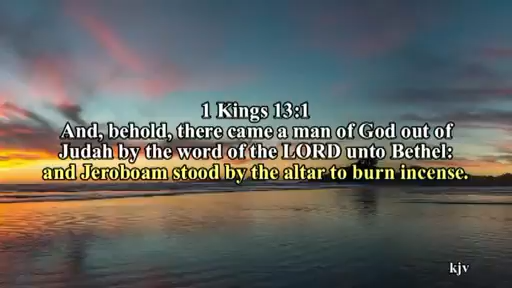 1 Kings 13:1
And, behold, there came a man of God out of
Judah by the word of the LORD unto Bethel:
and Jeroboam stood by the altar to burn incense.
kjv